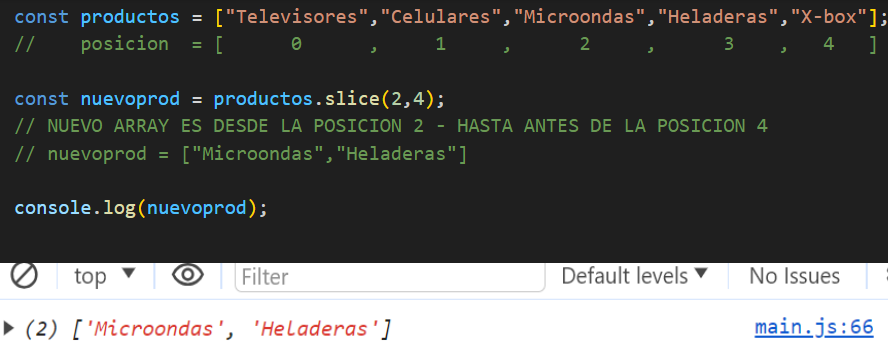 const productos = ["Televisores","Celulares","Microondas","Heladeras","X-box"];
//    posicion  = [      0     ,     1    ,      2     ,      3    ,   4   ]
const nuevoprod = productos.slice(2,4);
// NUEVO ARRAY ES DESDE LA POSICION 2 - HASTA ANTES DE LA POSICION 4
// nuevoprod = ["Microondas","Heladeras"]
console.log(nuevoprod);
top Filter Default levels No Issues
(2) ['Microondas', 'Heladeras'] main.js:66